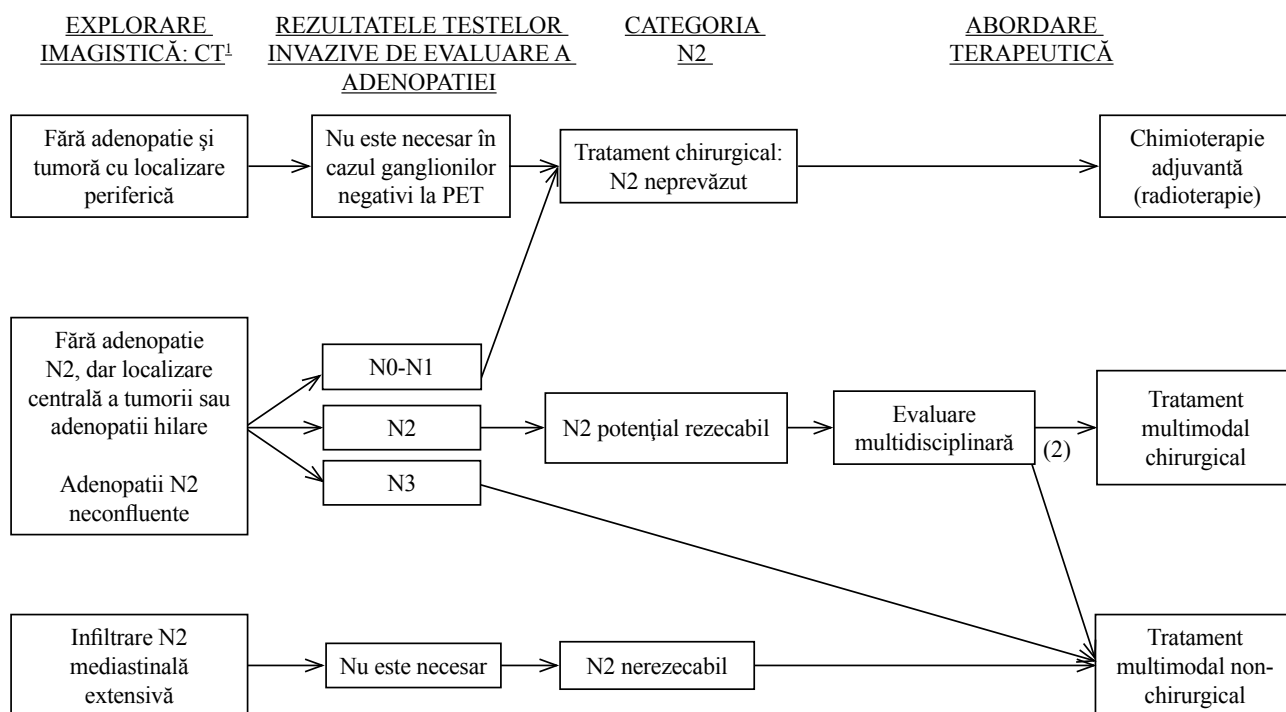 EXPLORARE
IMAGISTICĂ: CT1
REZULTATELE TESTELOR
INVAZIVE DE EVALUARE A
ADENOPATIEI
CATEGORIA
N2
ABORDARE
TERAPEUTICĂ
Fără adenopatie şi
tumoră cu localizare
periferică
Nu este necesar în
cazul ganglionilor
negativi la PET
Tratament chirurgical:
N2 neprevăzut
Chimioterapie
adjuvantă
(radioterapie)
Fără adenopatie
N2, dar localizare
centrală a tumorii sau
adenopatii hilare
Adenopatii N2
neconfluente
N0-N1
N2
N3
N2 potenţial rezecabil
Evaluare
multidisciplinară
(2)
Tratament
multimodal
chirurgical
Infiltrare N2
mediastinală
extensivă
Nu este necesar
N2 nerezecabil
Tratament
multimodal non-
chirurgical